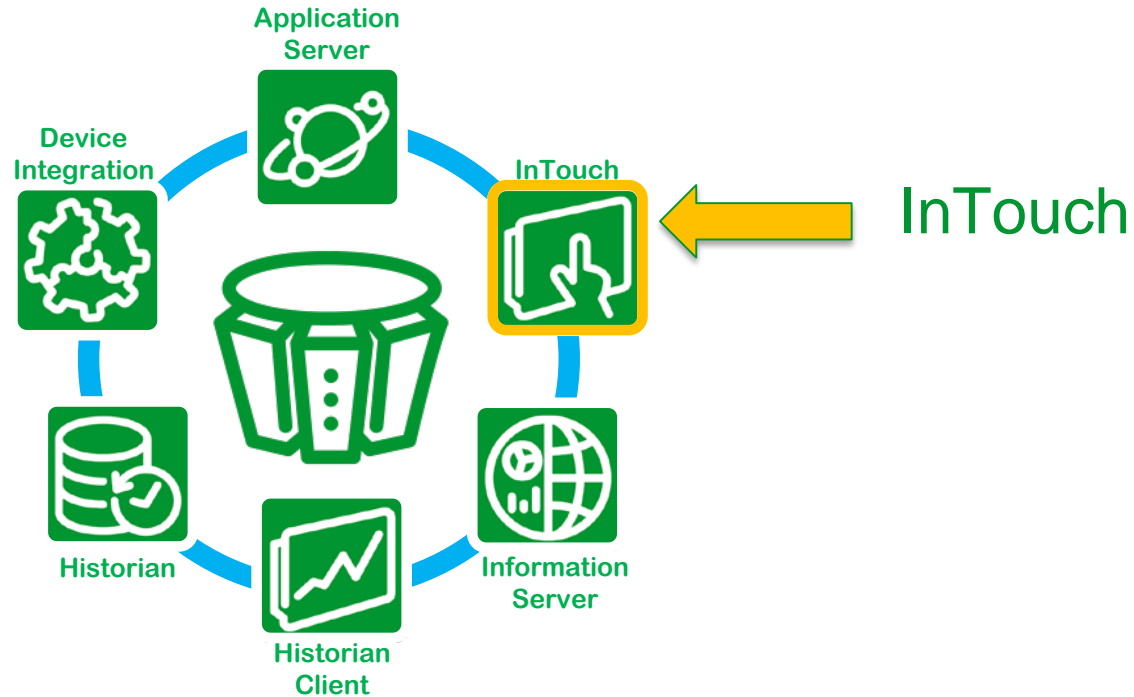 Application
Server
Device
Integration
InTouch
InTouch
Historian
Information
Server
Historian
Client